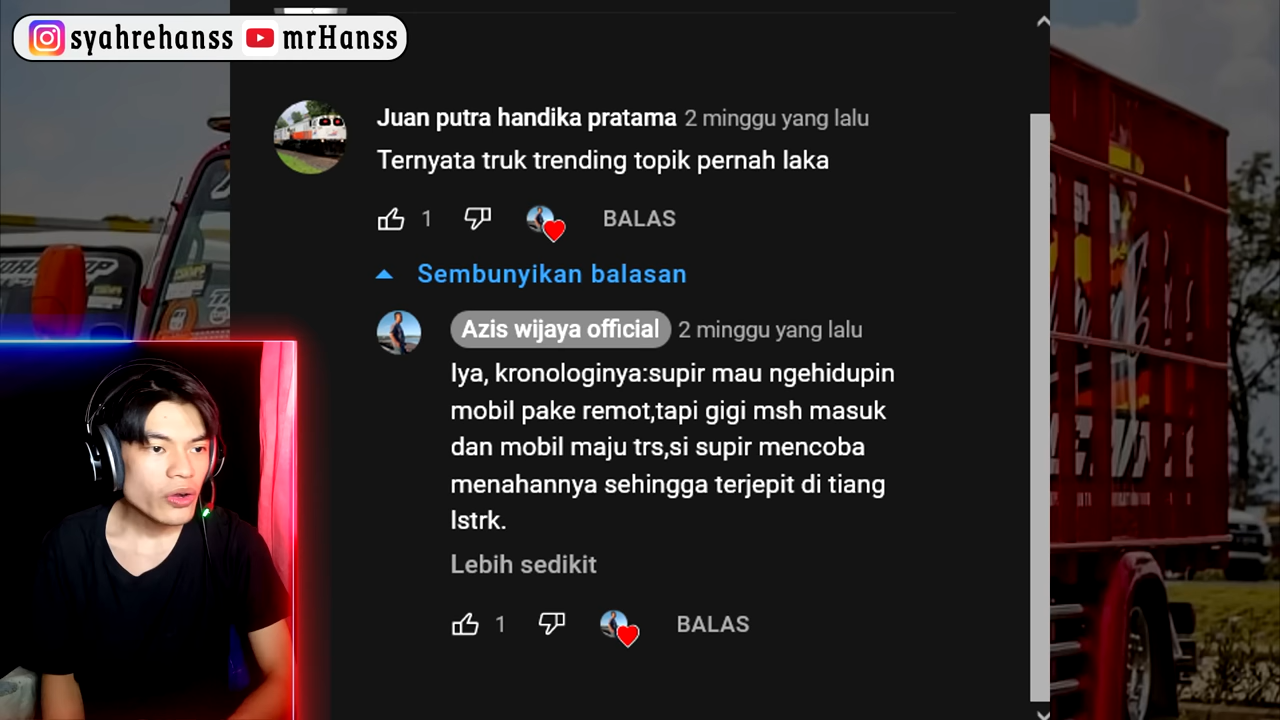 syahrehanss mrHanss
Juan putra handika pratama 2 minggu yang lalu
Ternyata truk trending topik pernah laka
1 BALAS
Sembunyikan balasan
Azis wijaya official 2 minggu yang lalu
Iya, kronologinya:supir mau ngehidupin
mobil pake remot,tapi gigi msh masuk
dan mobil maju trs,si supir mencoba
menahannya sehingga terjepit di tiang
lstrk.
Lebih sedikit
1 BALAS